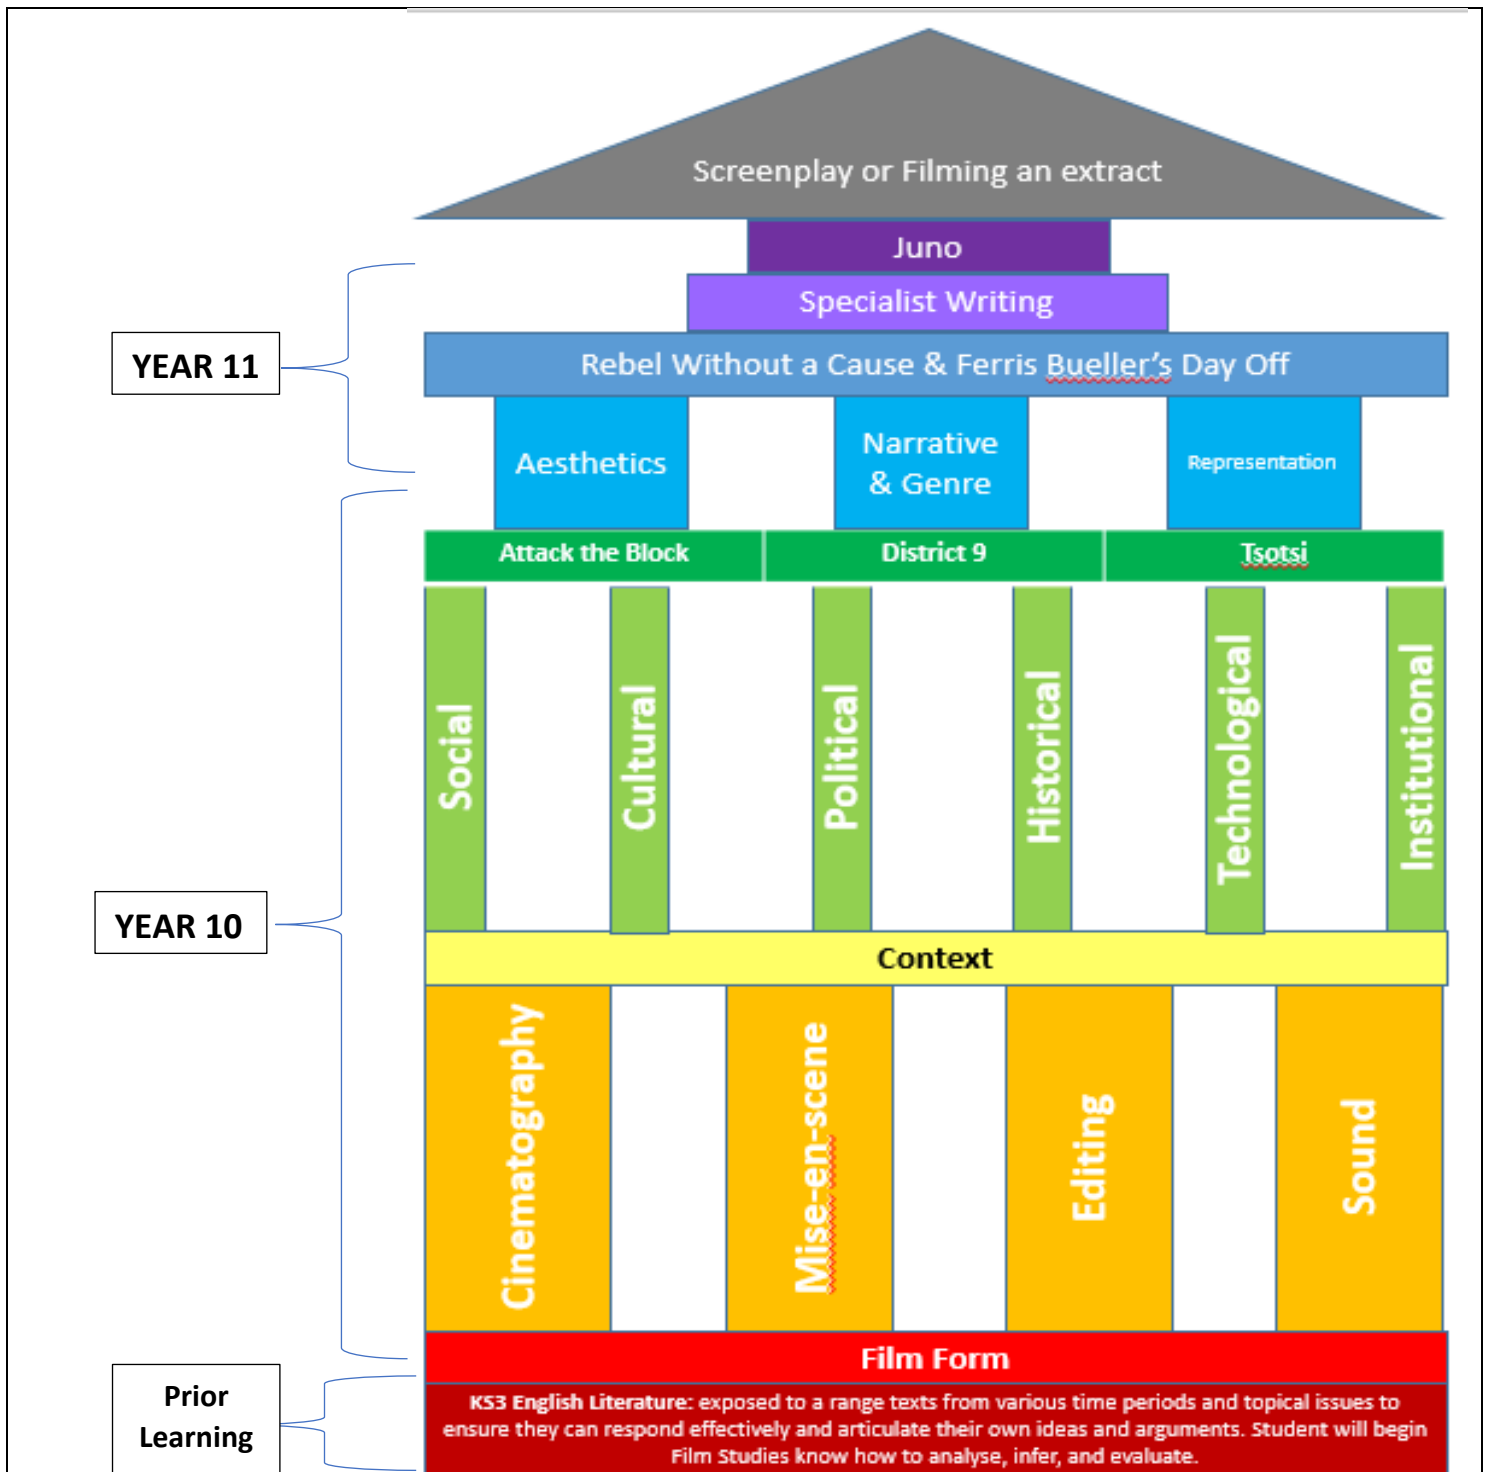 Screenplay or Filming an extract
Juno
Specialist Writing
YEAR 11
Rebel Without a Cause & Ferris Bueller's Day Off
Aesthetics
Narrative
& Genre
Representation
Attack the Block
District 9
Tsotsi
Social
Cultural
Political
Historical
Technological
Institutional
YEAR 10
Context
Cinematography
Mise-en-scene
Editing
Sound
Film Form
Prior
Learning
KS3 English Literature: exposed to a range texts from various time periods and topical issues to
ensure they can respond effectively and articulate their own ideas and arguments. Student will begin
Film Studies know how to analyse, infer, and evaluate.